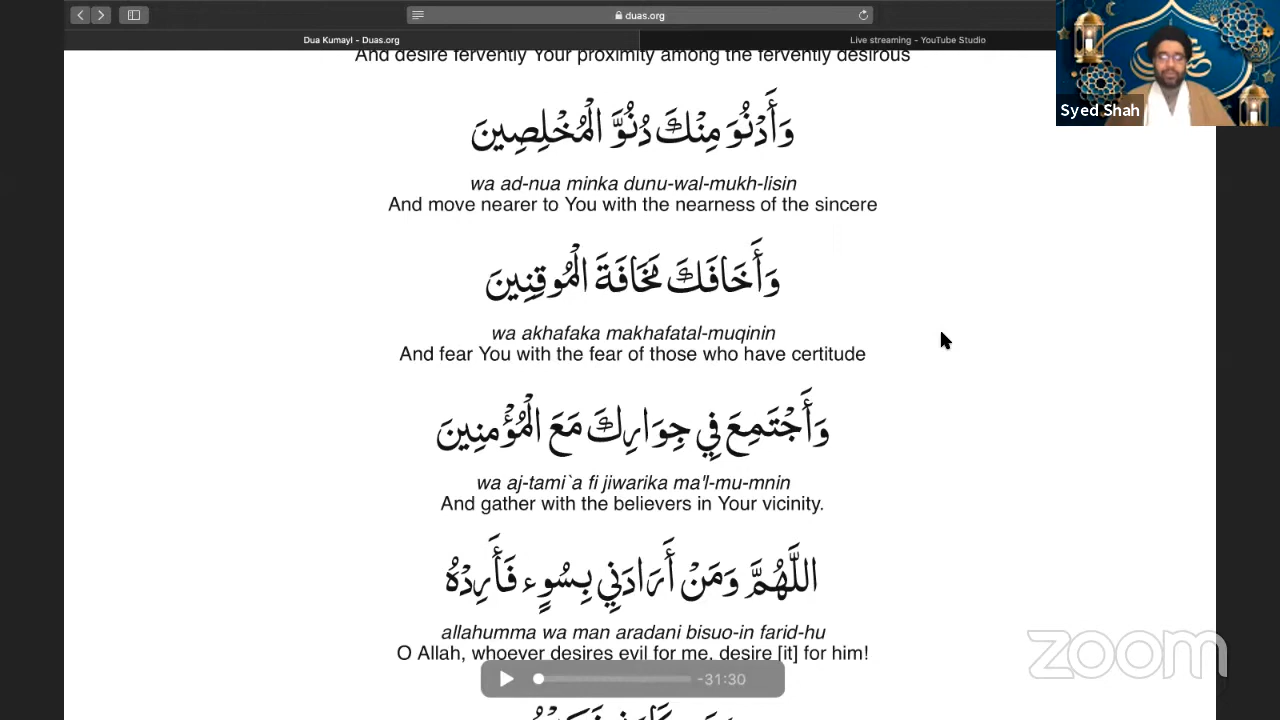 duas.org
Dua Kumayl - Duas.org
Live streaming - YouTube Studio
And desire fervently Your proximity among the fervently desirous
وَأَدْنُوَ مِنْكَ دُنُوَّ الْمُخْلِصِينَ
wa ad-nua minka dunu-wal-mukh-lisin
And move nearer to You with the nearness of the sincere
وَأَخَافَكَ مَخَافَةَ الْمُوقِنِينَ
wa akhafaka makhafatal-muqinin
And fear You with the fear of those who have certitude
وَأَجْتَمِعَ فِي جِوَارِكَ مَعَ الْمُؤْمِنِينَ
wa aj-tami`a fi jiwarika ma'l-mu-mnin
And gather with the believers in Your vicinity.
اللَّهُمَّ وَمَنْ أَرَادَنِي بِسُوٍء فَأَرِدْهُ
allahumma wa man aradani bisuo-in farid-hu
O Allah, whoever desires evil for me, desire [it] for him!
-31:30
Syed Shah
zoom